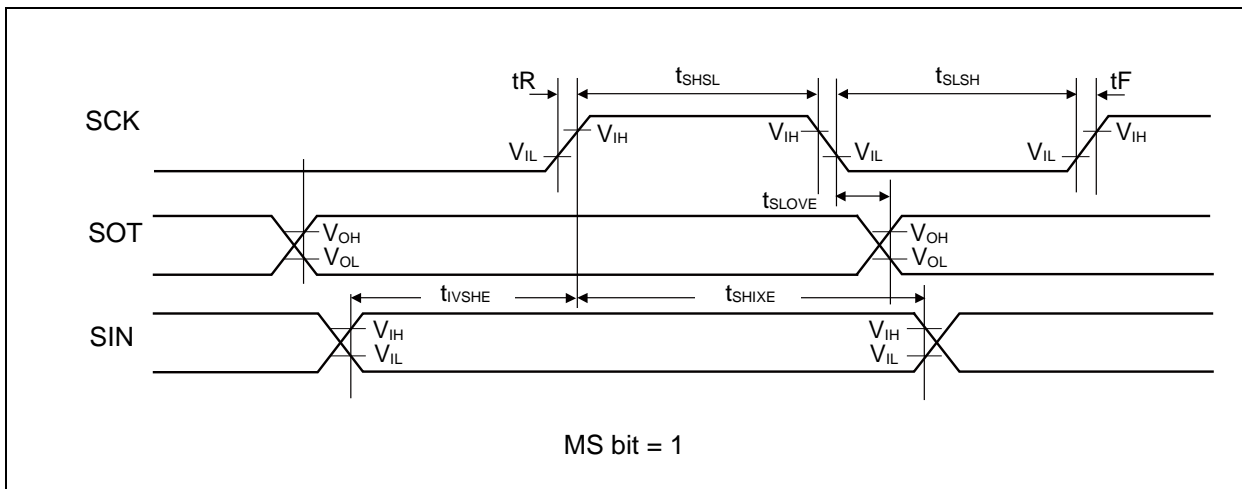 tR tSHSL tSLSH tF
SCK VIH VIH VIH
VIL VIL VIL
tSLOVE
SOT VOH VOH
VOL VOL
tIVSHE tSHIXE
SIN VIH VIH
VIL VIL
MS bit = 1